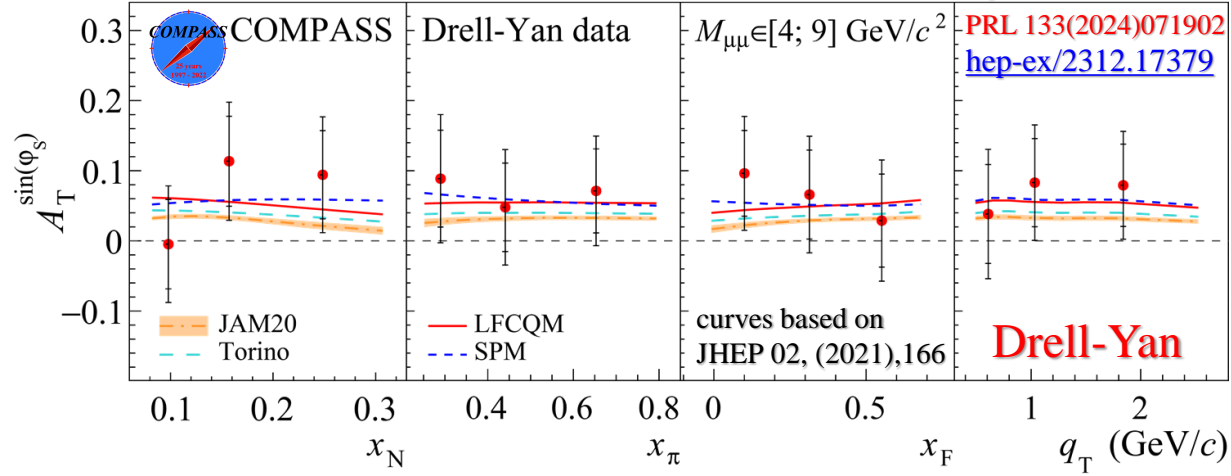 COMPASS
25 years
1997 - 2022
COMPASS
Drell-Yan data
M_μμ∈[4; 9] GeV/c²
PRL 133(2024)071902
hep-ex/2312.17379
A_T^sin(φ_S)
0.3
0.2
0.1
0
−0.1
JAM20
Torino
LFCQM
SPM
curves based on
JHEP 02, (2021),166
Drell-Yan
0.1 0.2 0.3
0.4 0.6 0.8
0 0.5
1 2
x_N
x_π
x_F
q_T (GeV/c)